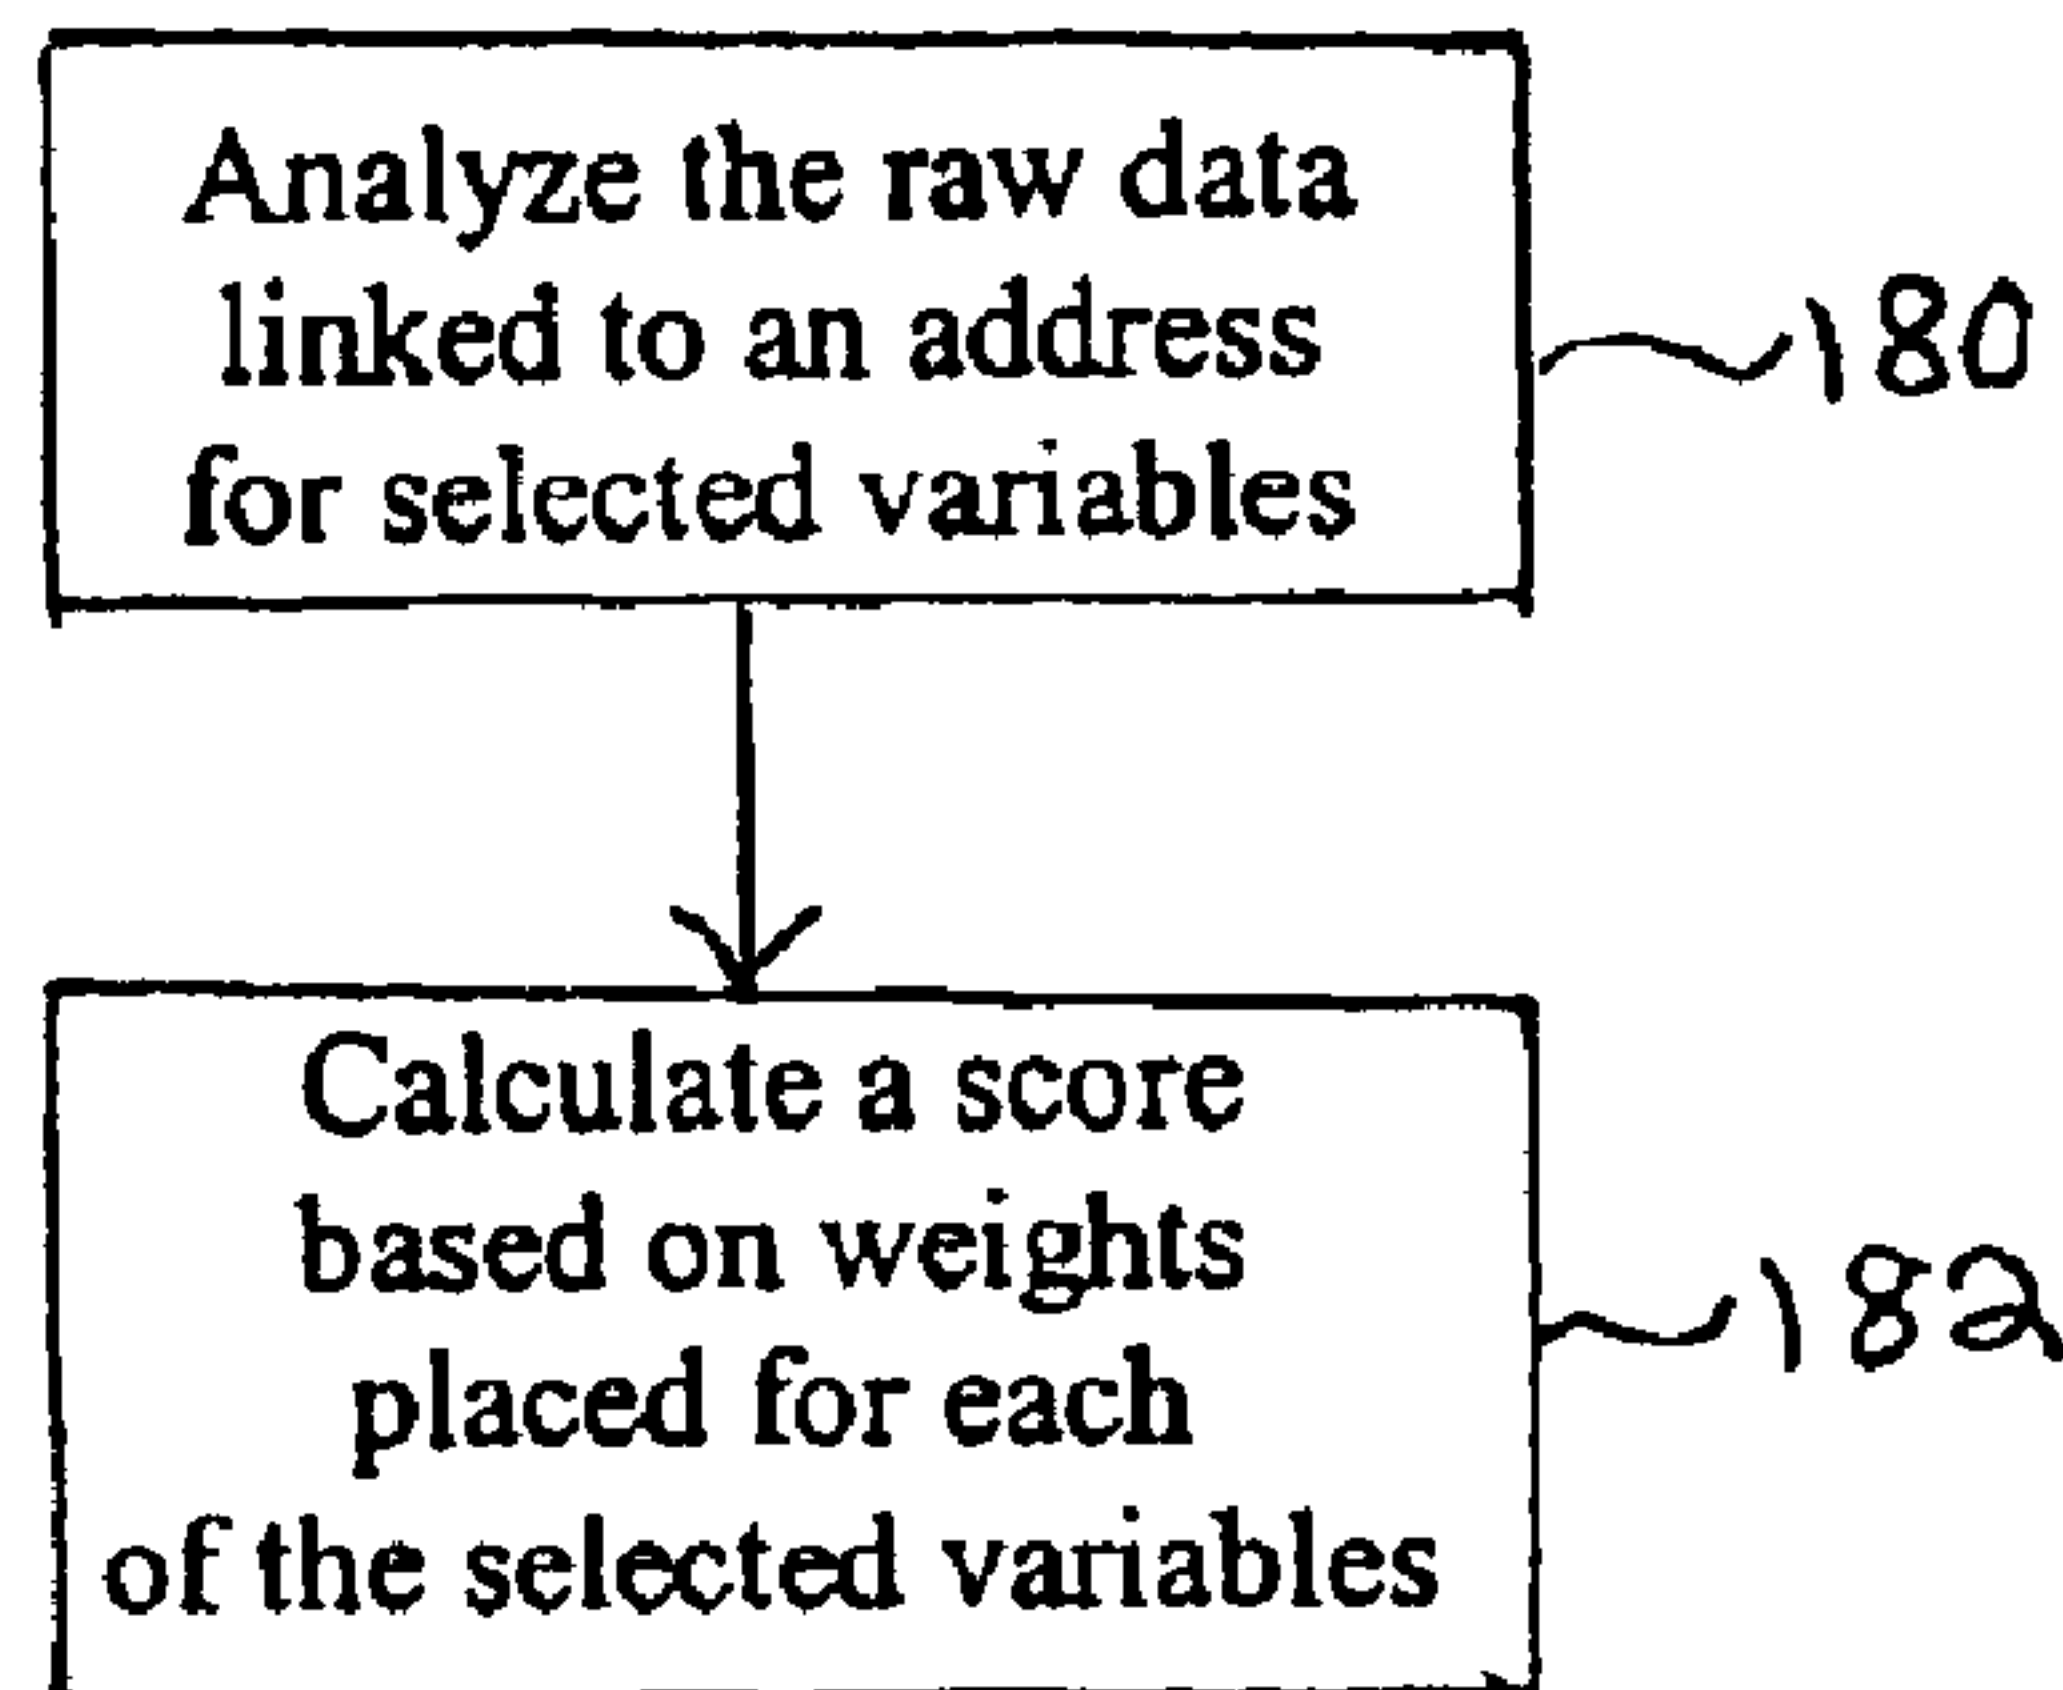 Analyze the raw data
linked to an address
for selected variables
180
Calculate a score
based on weights
placed for each
of the selected variables
182